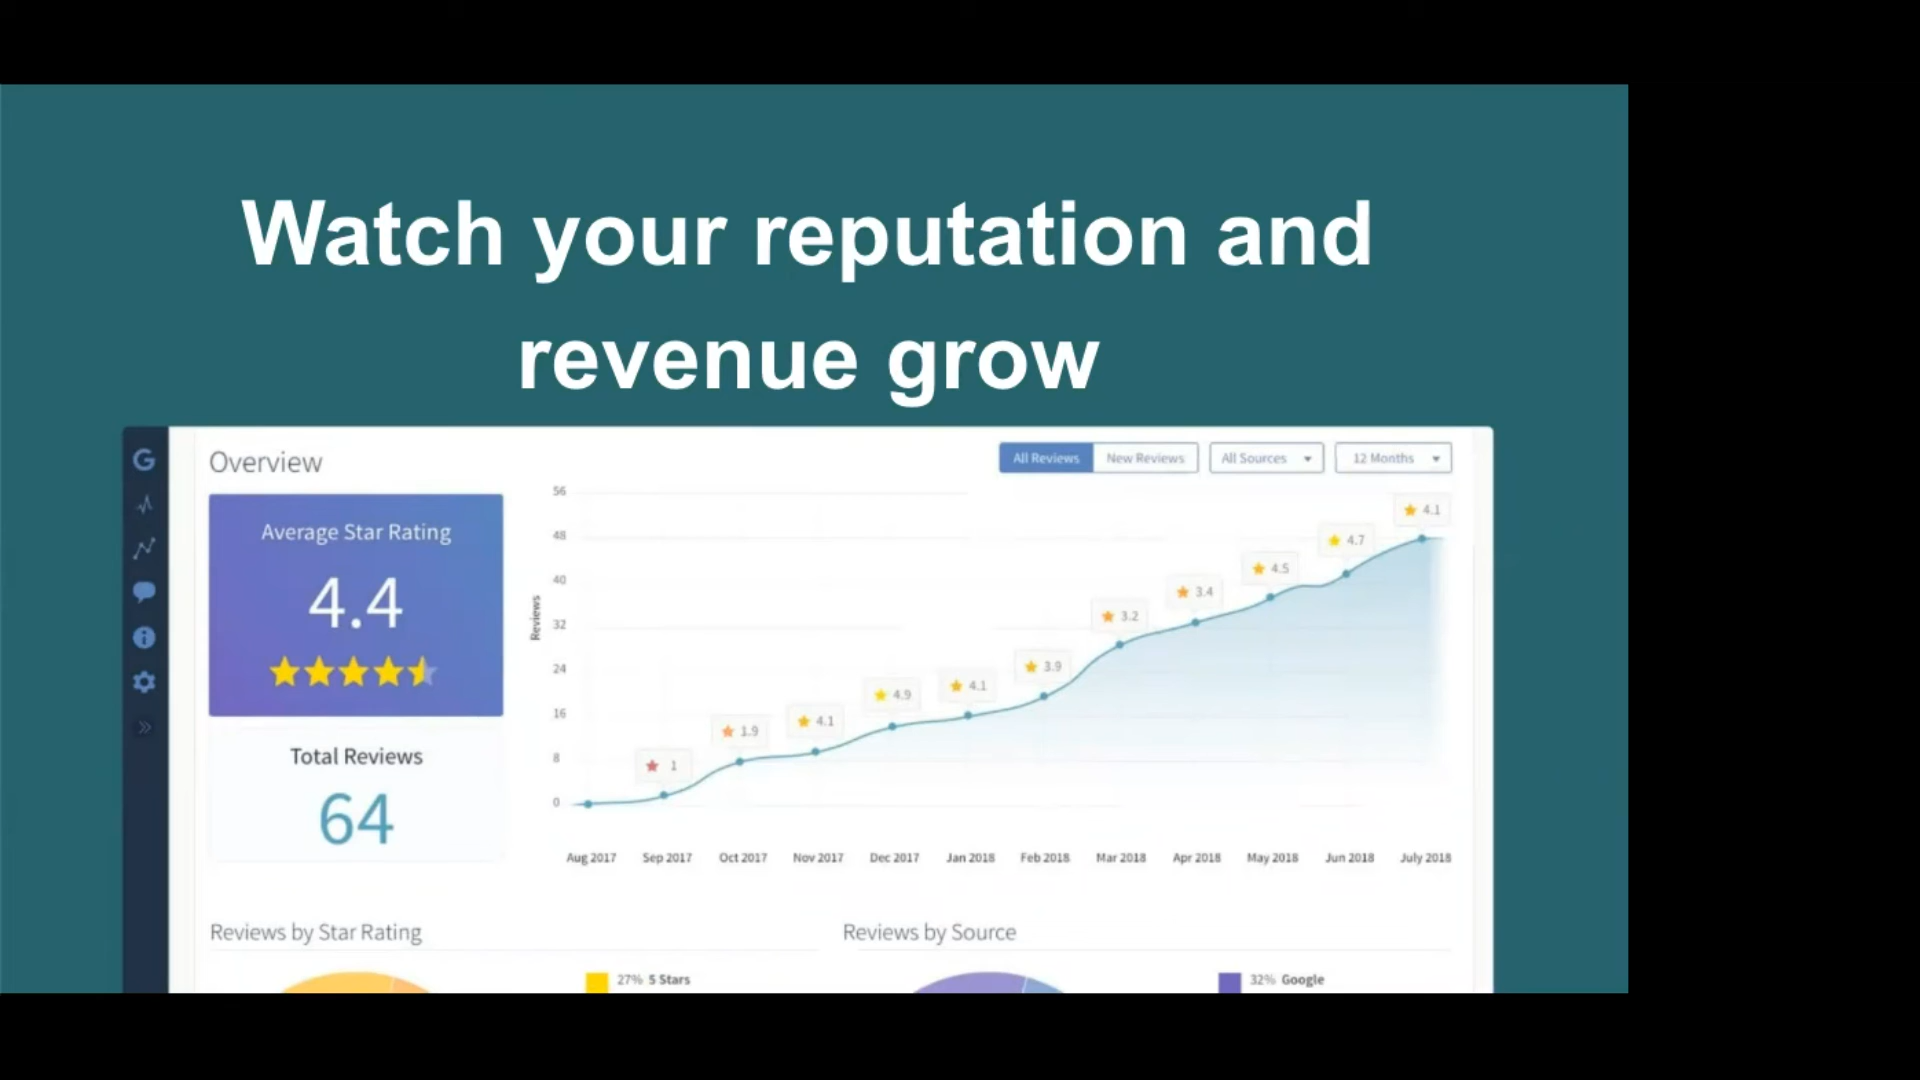 Watch your reputation and
revenue grow
G
Overview
All Reviews New Reviews All Sources 12 Months
Average Star Rating
4.4
Total Reviews
64
Reviews
56
48
40
32
24
16
8
0
1
1.9
4.1
4.9
4.1
3.9
3.2
3.4
4.5
4.7
4.1
Aug 2017 Sep 2017 Oct 2017 Nov 2017 Dec 2017 Jan 2018 Feb 2018 Mar 2018 Apr 2018 May 2018 Jun 2018 July 2018
Reviews by Star Rating
27% 5 Stars
Reviews by Source
32% Google